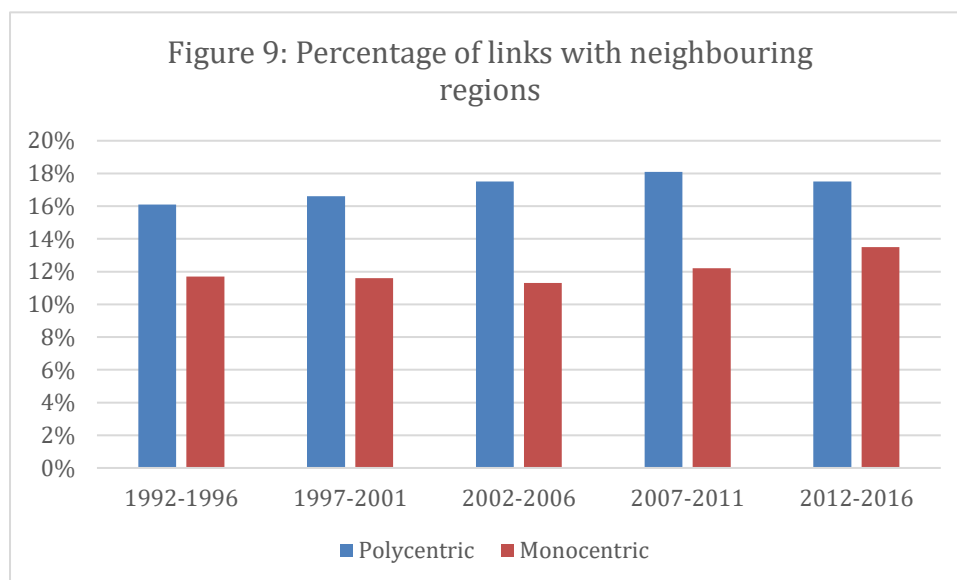 Figure 9: Percentage of links with neighbouring
regions
20%
18%
16%
14%
12%
10%
8%
6%
4%
2%
0%
1992-1996 1997-2001 2002-2006 2007-2011 2012-2016
Polycentric Monocentric